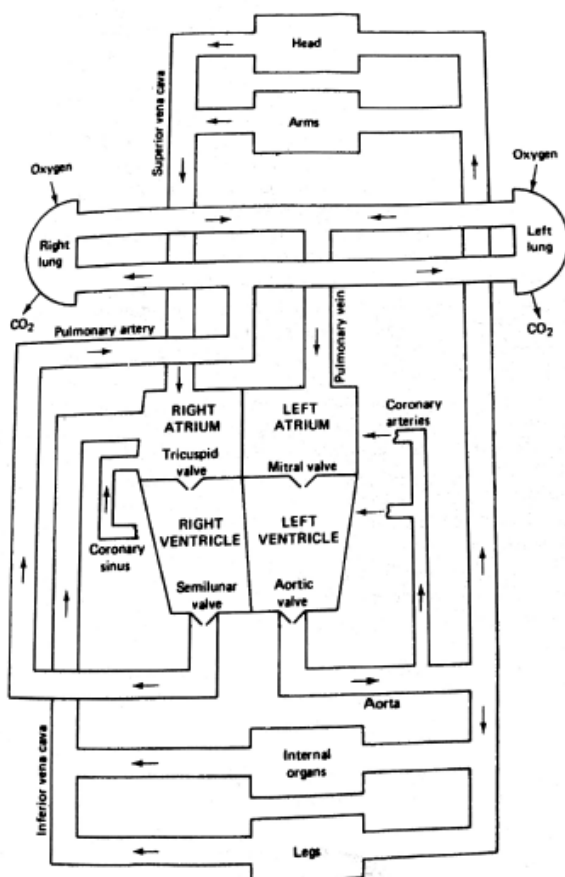 Head
Superior vena cava
Arms
Oxygen
Oxygen
Right
lung
Left
lung
CO2
CO2
Pulmonary artery
Pulmonary vein
RIGHT
ATRIUM
LEFT
ATRIUM
Coronary
arteries
Tricuspid
valve
Mitral valve
RIGHT
VENTRICLE
LEFT
VENTRICLE
Coronary
sinus
Semilunar
valve
Aortic
valve
Aorta
Inferior vena cava
Internal
organs
Legs